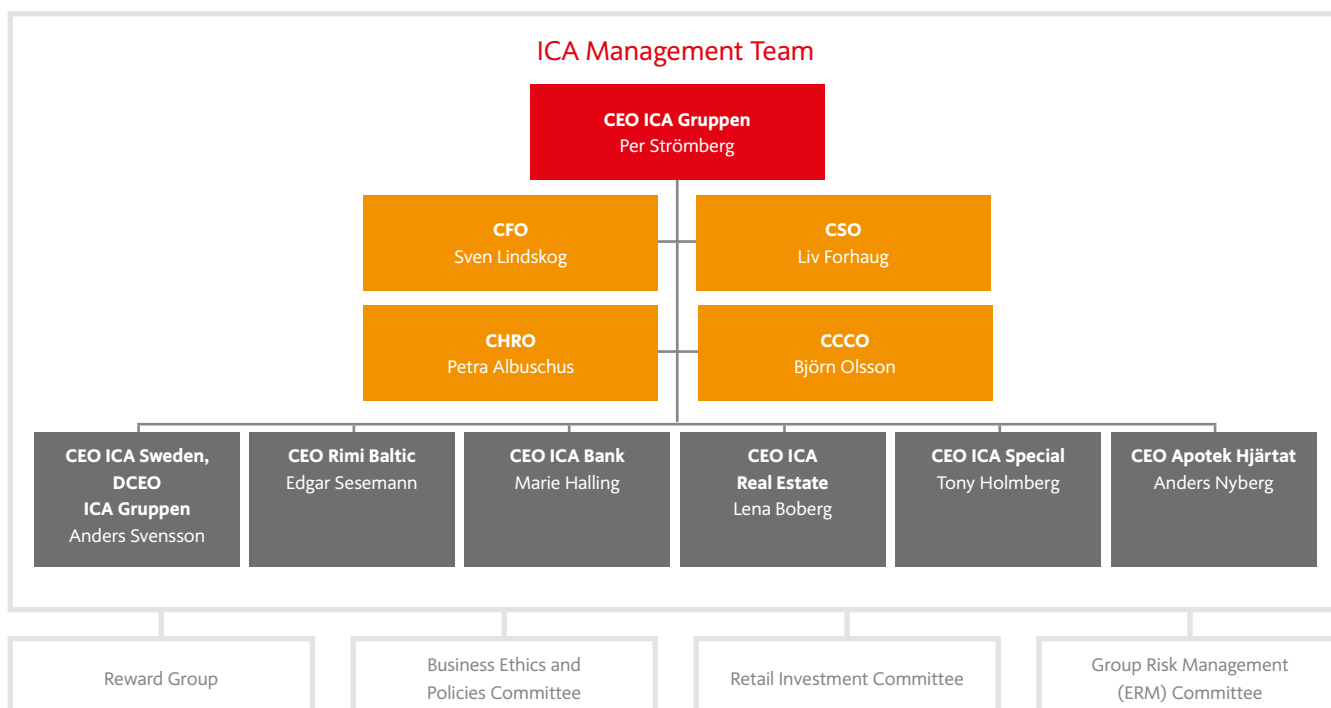 ICA Management Team
CEO ICA Gruppen
Per Strömberg
CFO
Sven Lindskog
CSO
Liv Forhaug
CHRO
Petra Albuschus
CCCO
Björn Olsson
CEO ICA Sweden,
DCEO
ICA Gruppen
Anders Svensson
CEO Rimi Baltic
Edgar Sesemann
CEO ICA Bank
Marie Halling
CEO ICA
Real Estate
Lena Boberg
CEO ICA Special
Tony Holmberg
CEO Apotek Hjärtat
Anders Nyberg
Reward Group
Business Ethics and
Policies Committee
Retail Investment Committee
Group Risk Management
(ERM) Committee